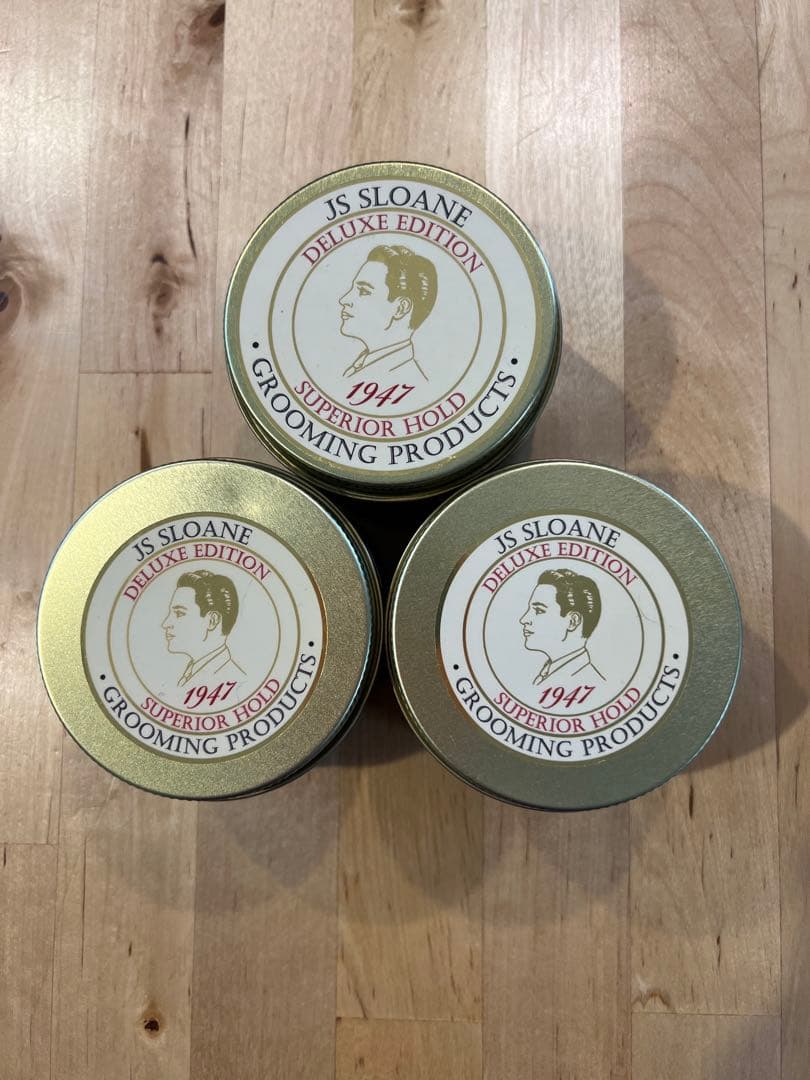 JS SLOANE
DELUXE EDITION
1947
SUPERIOR HOLD
• GROOMING PRODUCTS •
JS SLOANE
DELUXE EDITION
1947
SUPERIOR HOLD
• GROOMING PRODUCTS •
JS SLOANE
DELUXE EDITION
1947
SUPERIOR HOLD
• GROOMING PRODUCTS •